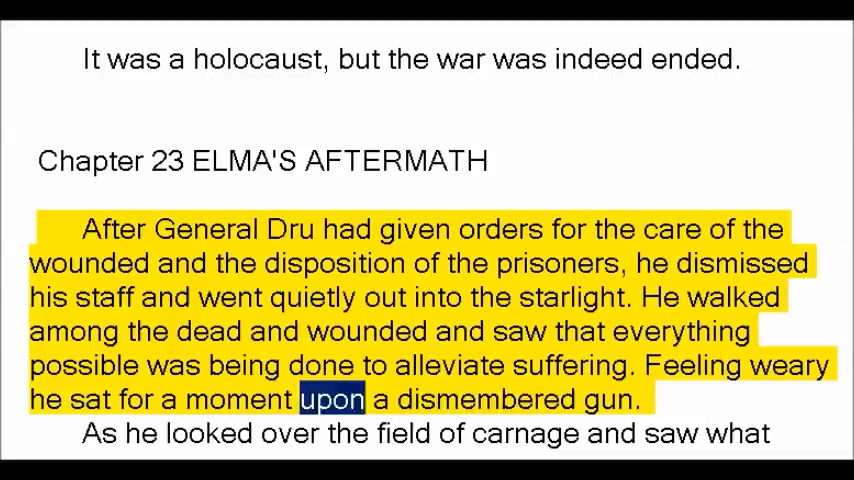 It was a holocaust, but the war was indeed ended.
Chapter 23 ELMA'S AFTERMATH
After General Dru had given orders for the care of the
wounded and the disposition of the prisoners, he dismissed
his staff and went quietly out into the starlight. He walked
among the dead and wounded and saw that everything
possible was being done to alleviate suffering. Feeling weary
he sat for a moment upon a dismembered gun.
As he looked over the field of carnage and saw what